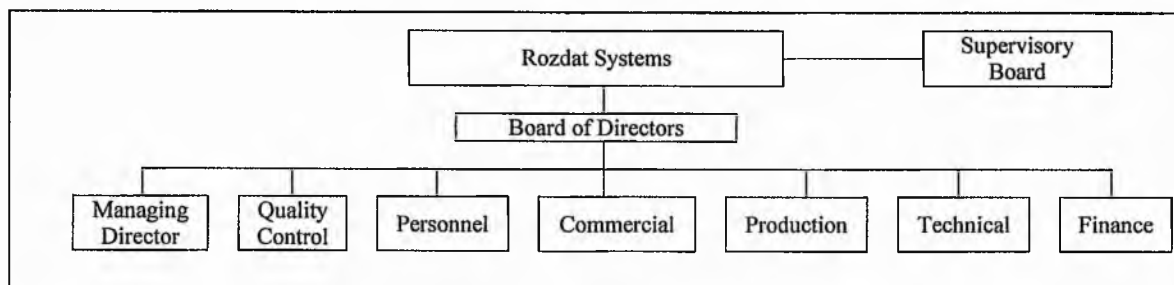 Rozdat Systems
Supervisory
Board
Board of Directors
Managing
Director
Quality
Control
Personnel
Commercial
Production
Technical
Finance